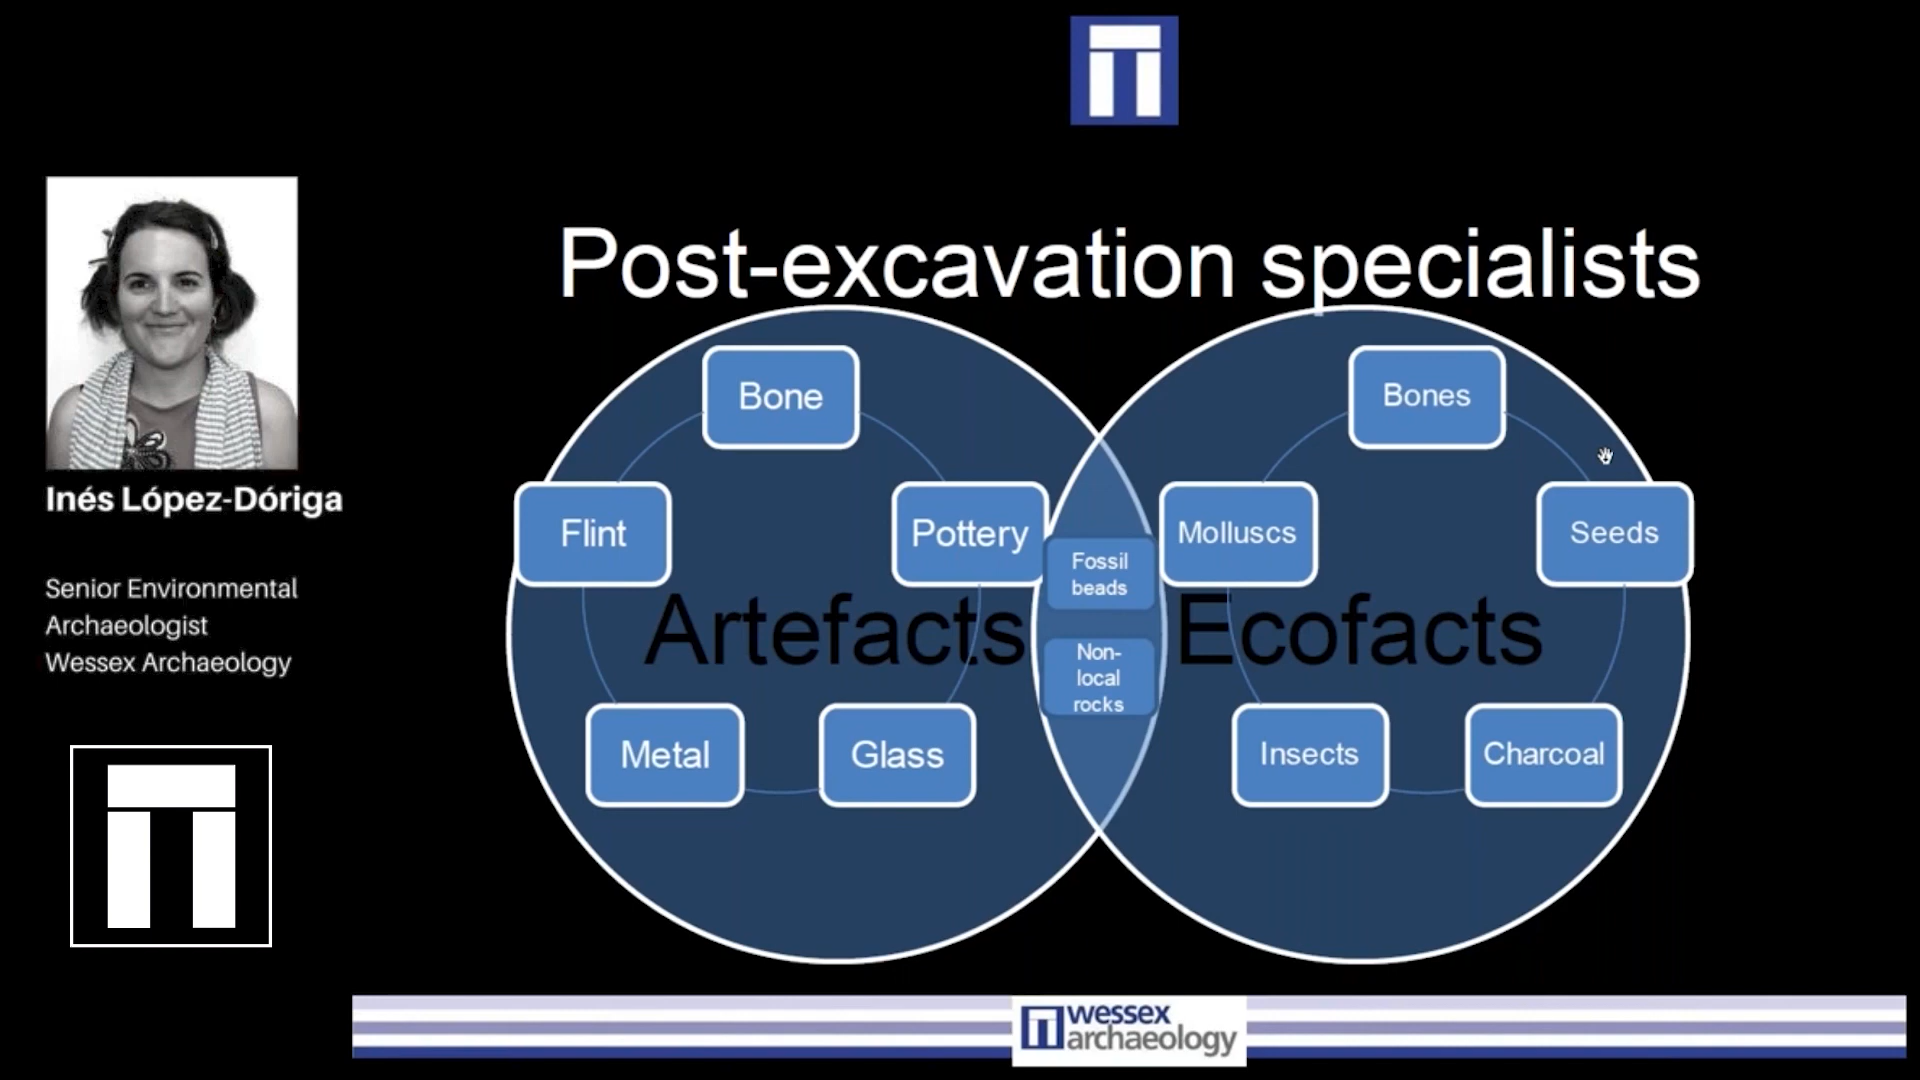 Post-excavation specialists
Inés López-Dóriga
Senior Environmental
Archaeologist
Wessex Archaeology
Artefacts
Bone
Flint
Pottery
Metal
Glass
Fossil
beads
Non-
local
rocks
Ecofacts
Bones
Molluscs
Seeds
Insects
Charcoal
wessex
archaeology